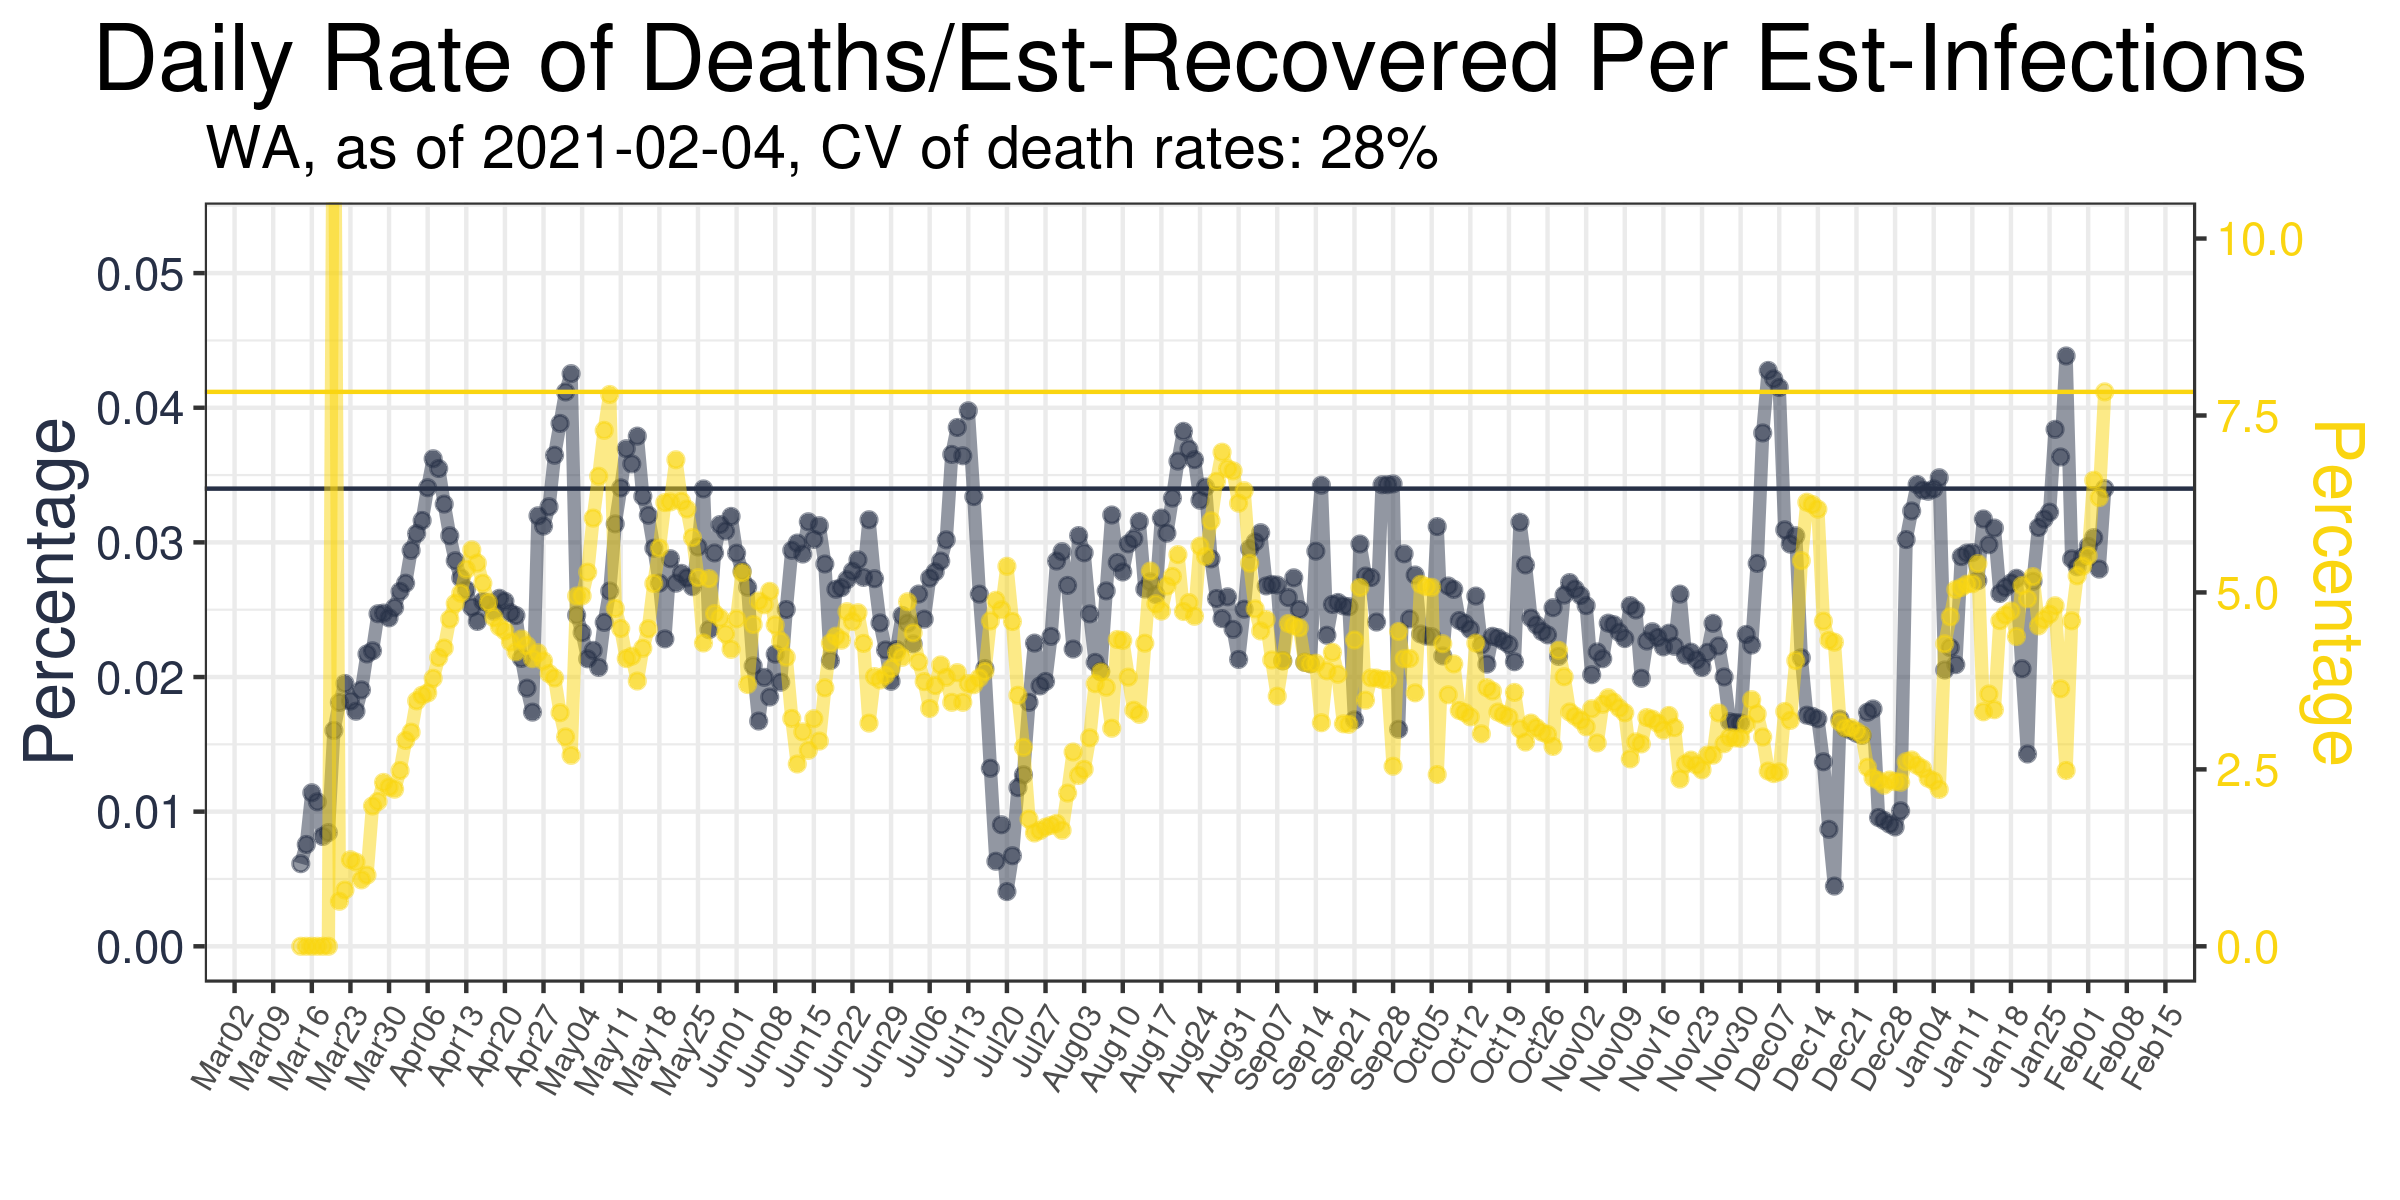 Daily Rate of Deaths/Est-Recovered Per Est-Infections
WA, as of 2021-02-04, CV of death rates: 28%
Percentage
0.05
0.04
0.03
0.02
0.01
0.00
10.0
7.5
5.0
2.5
0.0
Percentage
Mar02
Mar09
Mar16
Mar23
Mar30
Apr06
Apr13
Apr20
Apr27
May04
May11
May18
May25
Jun01
Jun08
Jun15
Jun22
Jun29
Jul06
Jul13
Jul20
Jul27
Aug03
Aug10
Aug17
Aug24
Aug31
Sep07
Sep14
Sep21
Sep28
Oct05
Oct12
Oct19
Oct26
Nov02
Nov09
Nov16
Nov23
Nov30
Dec07
Dec14
Dec21
Dec28
Jan04
Jan11
Jan18
Jan25
Feb01
Feb08
Feb15